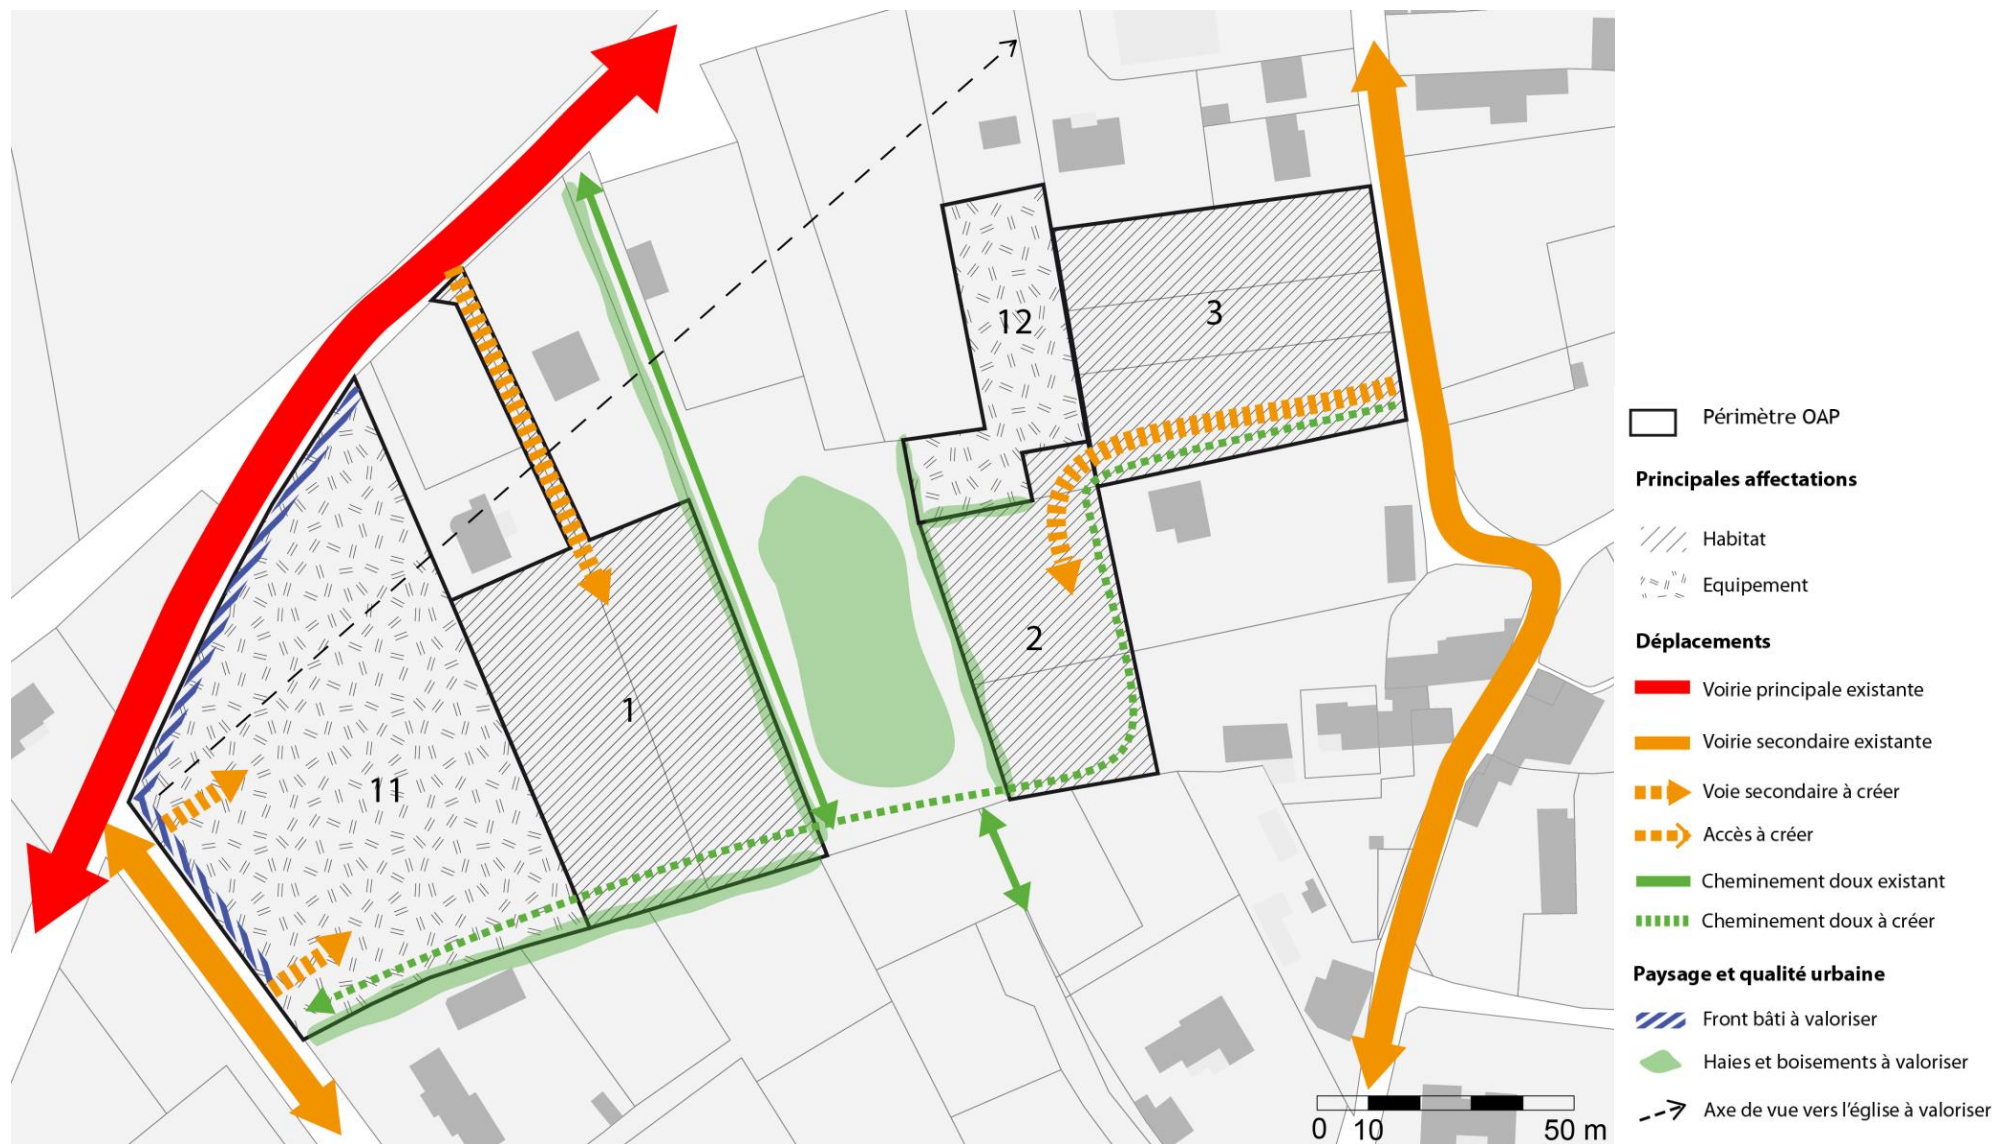 12
3
2
1
11
0 10 50 m
Périmètre OAP
Principales affectations
Habitat
Equipement
Déplacements
Voirie principale existante
Voirie secondaire existante
Voie secondaire à créer
Accès à créer
Cheminement doux existant
Cheminement doux à créer
Paysage et qualité urbaine
Front bâti à valoriser
Haies et boisements à valoriser
Axe de vue vers l'église à valoriser